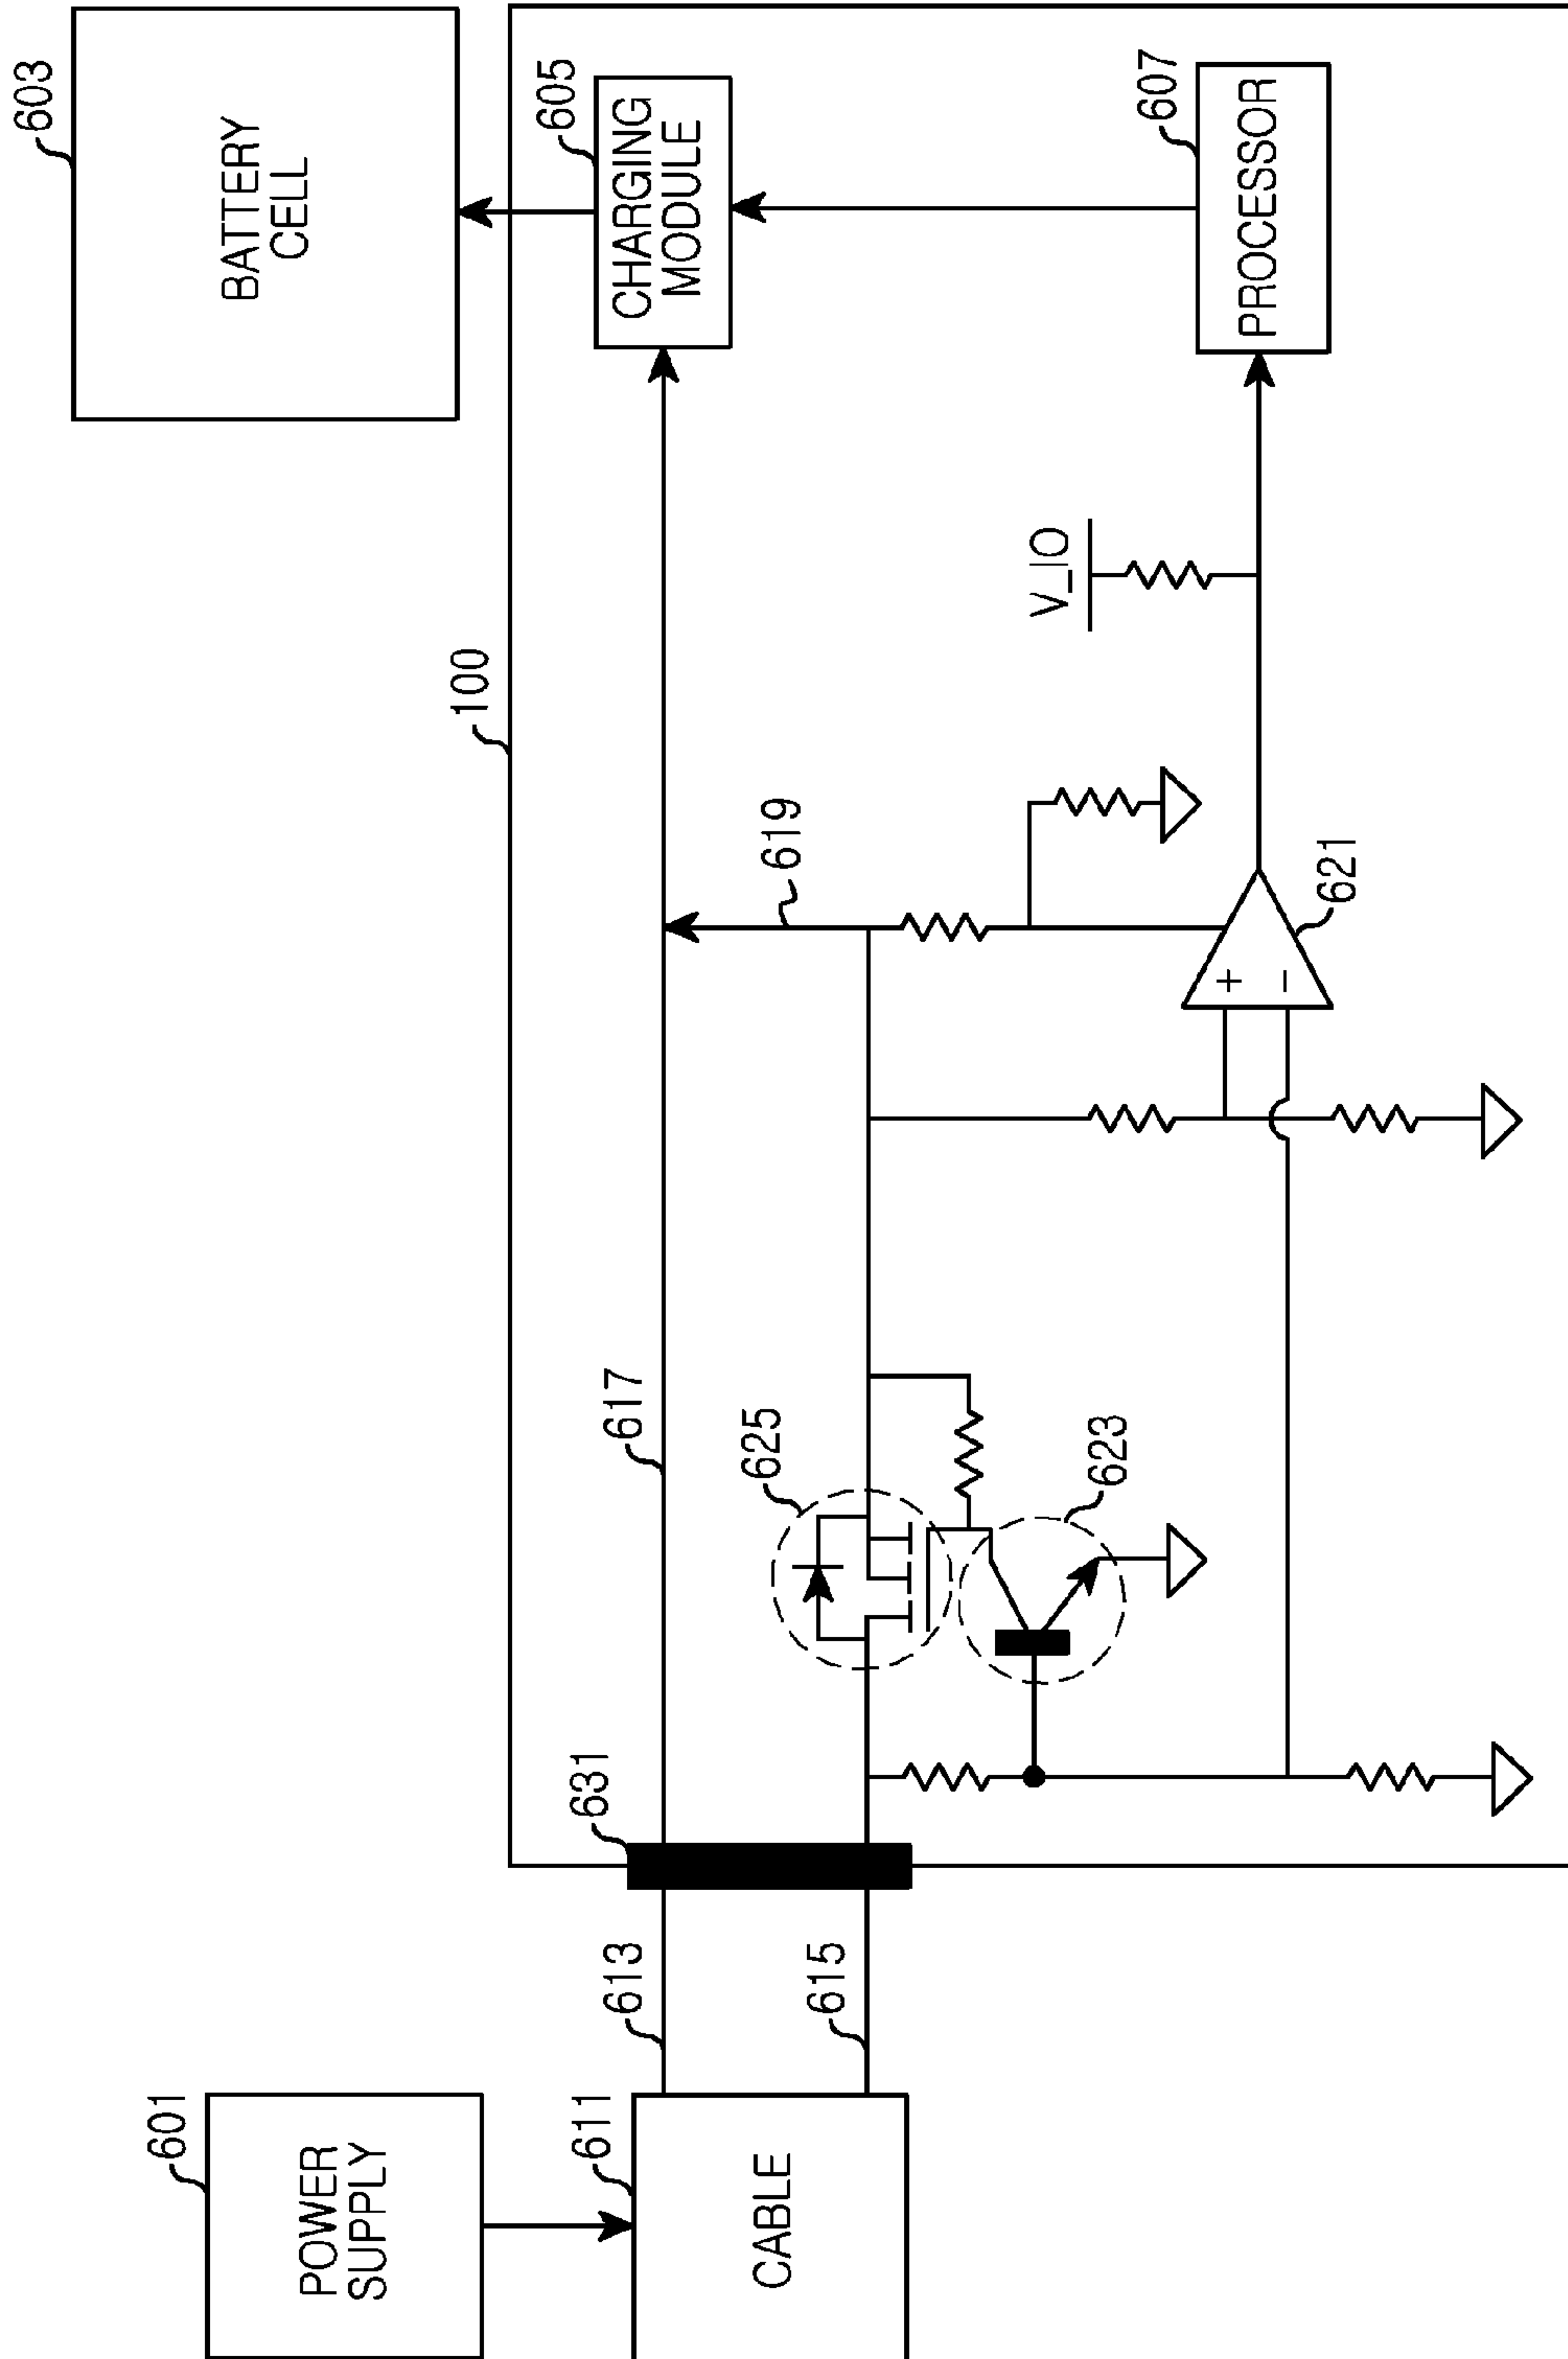 601
POWER
SUPPLY
611
CABLE
613
615
631
617
625
623
619
621
100
V_IO
603
BATTERY
CELL
605
CHARGING
MODULE
607
PROCESSOR
+
−